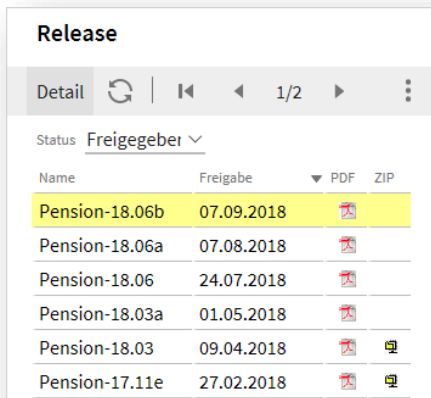 Release
Detail 1/2
Status Freigegeber
Name Freigabe PDF ZIP
Pension-18.06b 07.09.2018
Pension-18.06a 07.08.2018
Pension-18.06 24.07.2018
Pension-18.03a 01.05.2018
Pension-18.03 09.04.2018
Pension-17.11e 27.02.2018